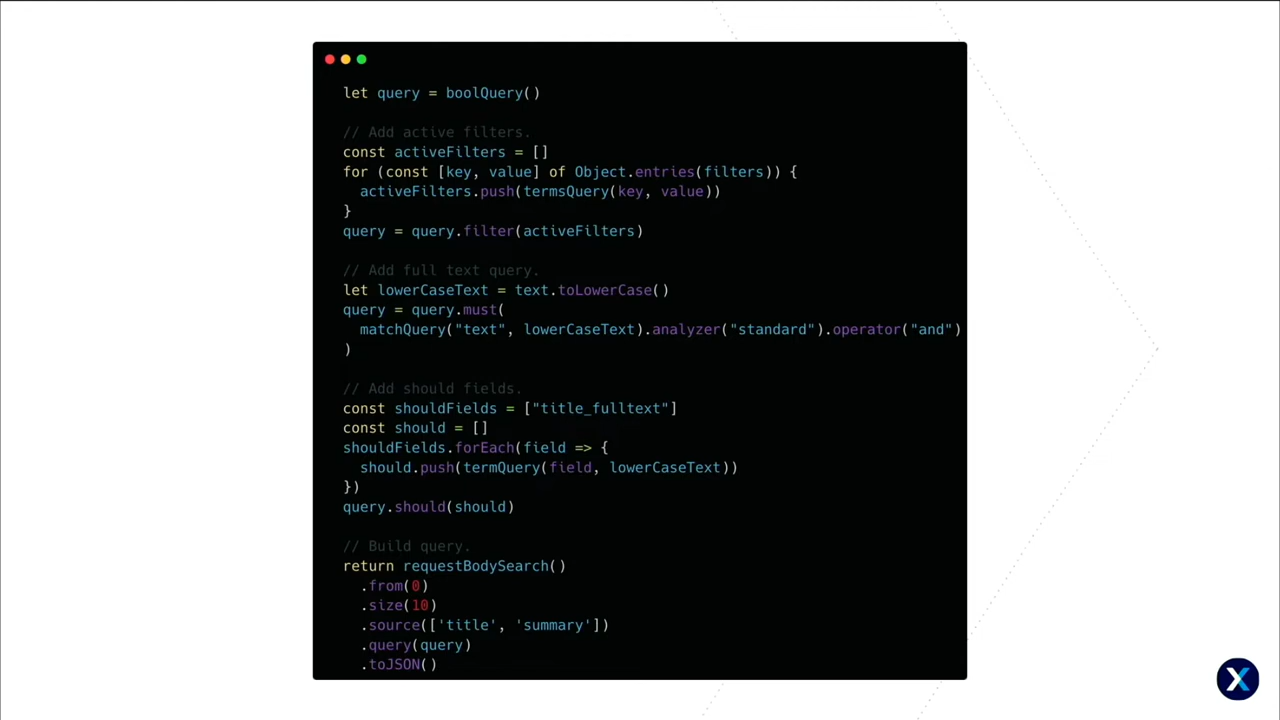 let query = boolQuery()
// Add active filters.
const activeFilters = []
for (const [key, value] of Object.entries(filters)) {
  activeFilters.push(termsQuery(key, value))
}
query = query.filter(activeFilters)
// Add full text query.
let lowerCaseText = text.toLowerCase()
query = query.must(
  matchQuery("text", lowerCaseText).analyzer("standard").operator("and")
)
// Add should fields.
const shouldFields = ["title_fulltext"]
const should = []
shouldFields.forEach(field => {
  should.push(termQuery(field, lowerCaseText))
})
query.should(should)
// Build query.
return requestBodySearch()
  .from(0)
  .size(10)
  .source(['title', 'summary'])
  .query(query)
  .toJSON()
X